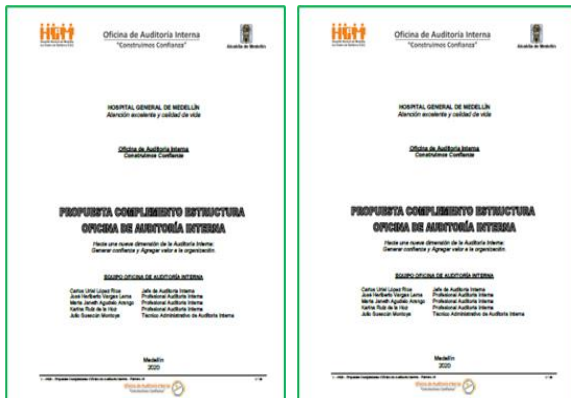 HGM
Oficina de Auditoría Interna
"Construimos Confianza"
Alcaldía de Medellín
HOSPITAL GENERAL DE MEDELLÍN
Atención excelente y calidad de vida
Oficina de Auditoría Interna
Construimos Confianza
PROPUESTA COMPLEMENTO ESTRUCTURA
OFICINA DE AUDITORÍA INTERNA
Hacia una nueva dimensión de la Auditoría Interna:
Generar confianza y Agregar valor a la organización.
EQUIPO OFICINA DE AUDITORÍA INTERNA
Carlos Uriel López Ríos Jefe de Auditoría Interna
José Heriberto Vargas Lema Profesional Auditoría Interna
María Janeth Agudelo Arango Profesional Auditoría Interna
Karina Ruiz de la Hoz Profesional Auditoría Interna
Julio Suescún Montoya Técnico Administrativo de Auditoría Interna
Medellín
2020
Oficina de Auditoría Interna
"Construimos Confianza"
HGM
Oficina de Auditoría Interna
"Construimos Confianza"
Alcaldía de Medellín
HOSPITAL GENERAL DE MEDELLÍN
Atención excelente y calidad de vida
Oficina de Auditoría Interna
Construimos Confianza
PROPUESTA COMPLEMENTO ESTRUCTURA
OFICINA DE AUDITORÍA INTERNA
Hacia una nueva dimensión de la Auditoría Interna:
Generar confianza y Agregar valor a la organización.
EQUIPO OFICINA DE AUDITORÍA INTERNA
Carlos Uriel López Ríos Jefe de Auditoría Interna
José Heriberto Vargas Lema Profesional Auditoría Interna
María Janeth Agudelo Arango Profesional Auditoría Interna
Karina Ruiz de la Hoz Profesional Auditoría Interna
Julio Suescún Montoya Técnico Administrativo de Auditoría Interna
Medellín
2020
Oficina de Auditoría Interna
"Construimos Confianza"